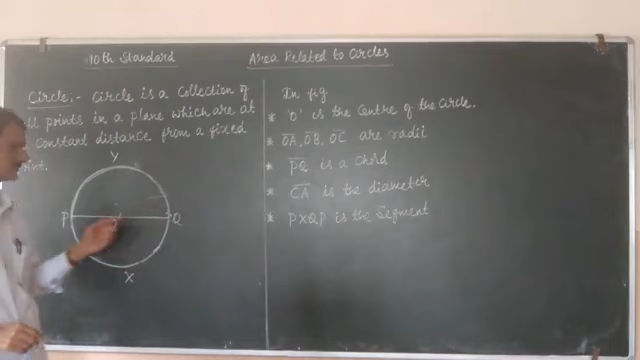 10th Standard
Area Related to Circles
Circle:- Circle is a Collection of
points in a plane which are at
constant distance from a fixed
Y
P
Q
X
In fig
* 'O' is the Centre of the Circle.
* OA, OB, OC are radii
* PQ is a chord
* CA is the diameter
* PXQP is the Segment